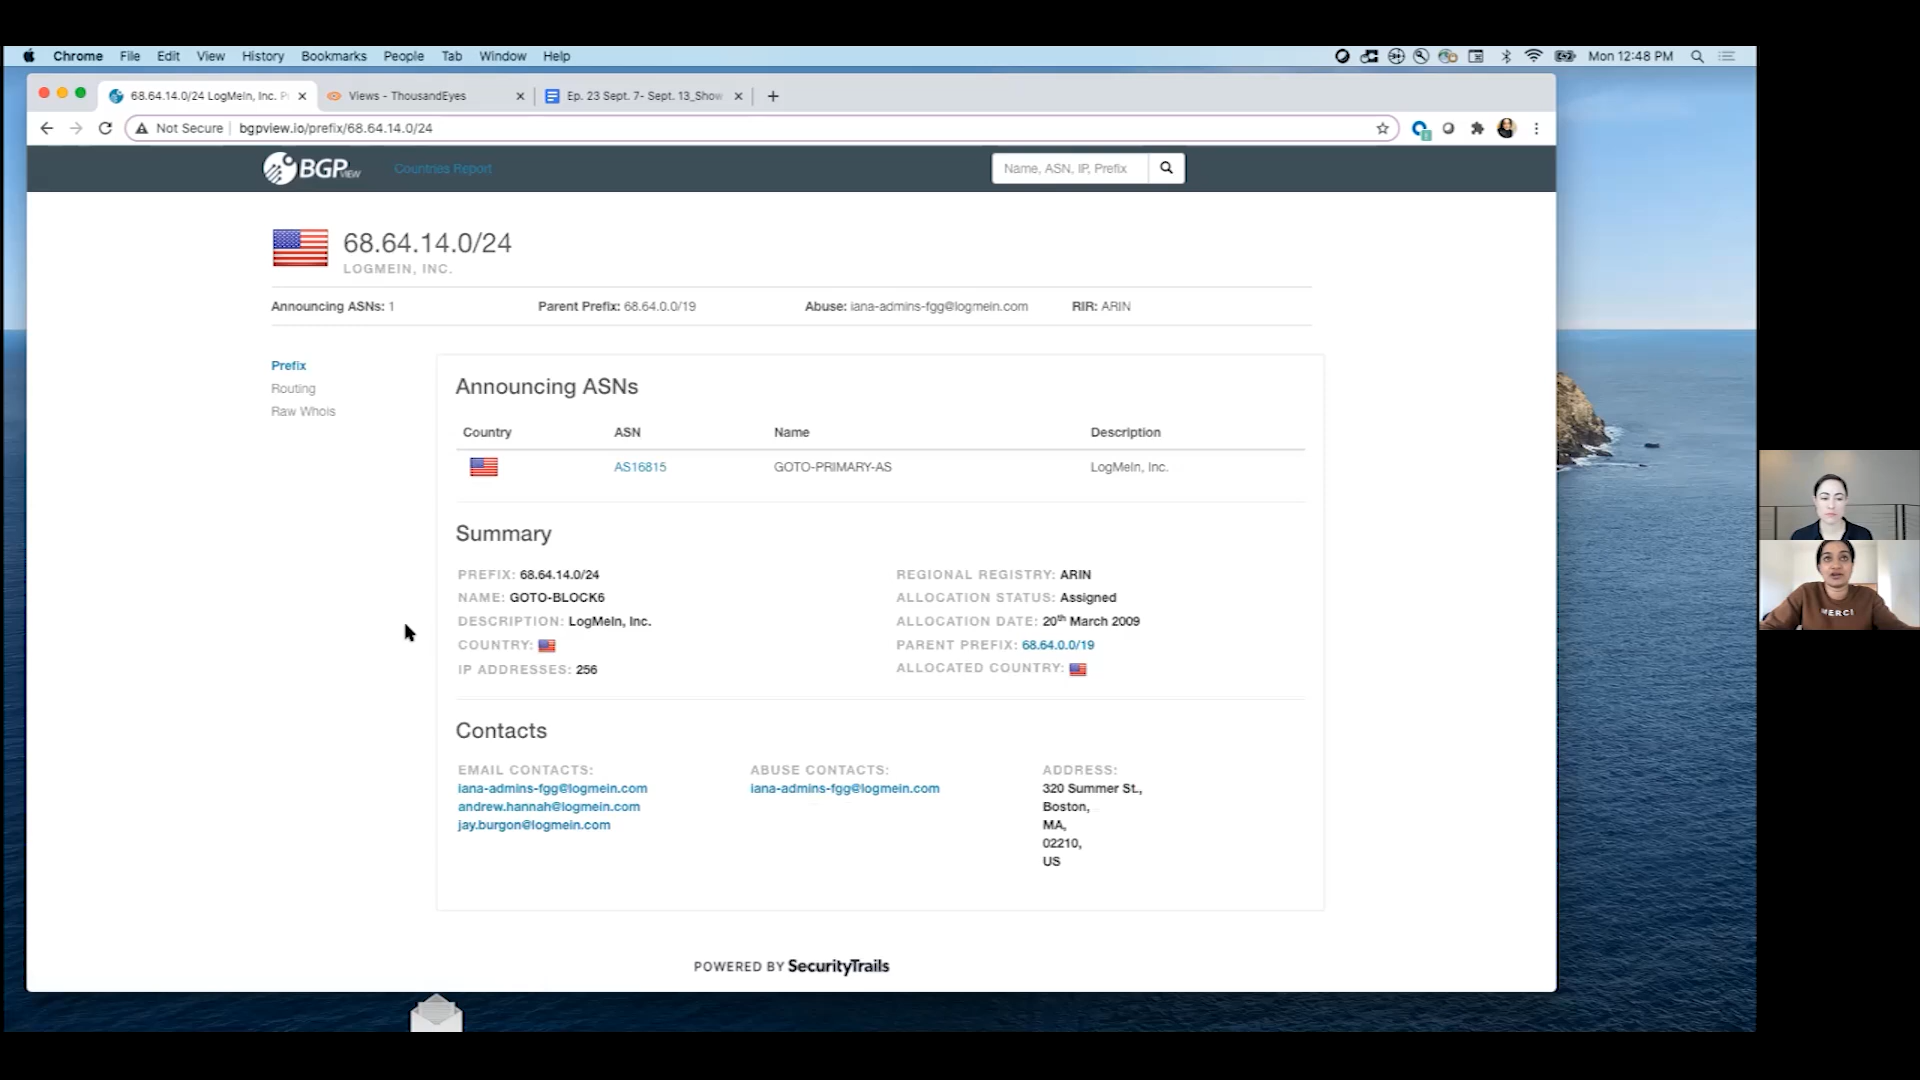 Chrome File Edit View History Bookmarks People Tab Window Help Mon 12:48 PM
68.64.14.0/24 LogMeIn, Inc. P Views - ThousandEyes Ep. 23 Sept. 7- Sept. 13_Show
Not Secure bgpview.io/prefix/68.64.14.0/24
BGPVIEW Countries Report Name, ASN, IP, Prefix
68.64.14.0/24
LOGMEIN, INC.
Announcing ASNs: 1 Parent Prefix: 68.64.0.0/19 Abuse: iana-admins-fgg@logmein.com RIR: ARIN
Prefix
Routing
Raw Whois
Announcing ASNs
Country ASN Name Description
AS16815 GOTO-PRIMARY-AS LogMeIn, Inc.
Summary
PREFIX: 68.64.14.0/24
NAME: GOTO-BLOCK6
DESCRIPTION: LogMeIn, Inc.
COUNTRY:
IP ADDRESSES: 256
REGIONAL REGISTRY: ARIN
ALLOCATION STATUS: Assigned
ALLOCATION DATE: 20th March 2009
PARENT PREFIX: 68.64.0.0/19
ALLOCATED COUNTRY:
Contacts
EMAIL CONTACTS:
iana-admins-fgg@logmein.com
andrew.hannah@logmein.com
jay.burgon@logmein.com
ABUSE CONTACTS:
iana-admins-fgg@logmein.com
ADDRESS:
320 Summer St.,
Boston,
MA,
02210,
US
POWERED BY SecurityTrails
MERCI